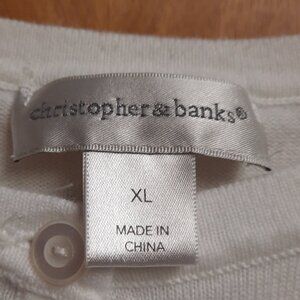 christopher & banks®
XL
MADE IN
CHINA